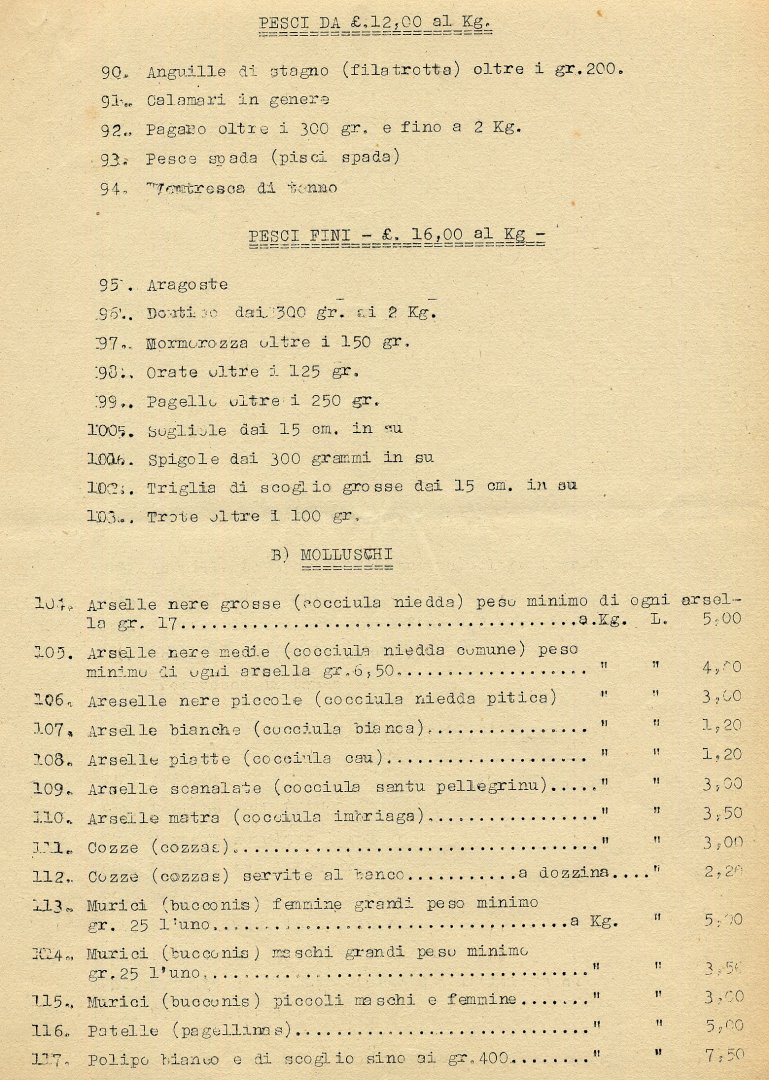 PESCI DA £.12,00 al Kg.
90. Anguille di stagno (filatrotta) oltre i gr.200.
91. Calamari in genere
92. Pagaro oltre i 300 gr. e fino a 2 Kg.
93. Pesce spada (pisci spada)
94. Ventresca di tonno
PESCI FINI - £. 16,00 al Kg -
95. Aragoste
96. dai 300 gr. ai 2 Kg.
97. Mormorozza oltre i 150 gr.
98. Orate oltre i 125 gr.
99. Pagello oltre i 250 gr.
Sogliole dai 15 cm. in su
Spigole dai 300 grammi in su
102. Triglia di scoglio grosse dai 15 cm. in su
103. Trote oltre i 100 gr.
B) MOLLUSCHI
104. Arselle nere grosse (cocciula niedda) peso minimo di ogni arsel-
la gr. 17.......................................a.Kg. L. 5,00
105. Arselle nere medie (cocciula niedda comune) peso
minimo di ogni arsella gr.6,50................... " " 4,00
106. Areselle nere piccole (cocciula niedda pitica) " " 3,00
107. Arselle bianche (cocciula bianca)................ " " 1,20
108. Arselle piatte (cocciula cau).................... " " 1,20
109. Arselle scanalate (cocciula santu pellegrinu)....." " 3,00
110. Arselle matra (cocciula imbriaga)................." " 3,50
111. Cozze (cozzas)....................................." " 3,00
112. Cozze (cozzas) servite al banco...........a dozzina...." 2,20
113. Murici (bucconis) femmine grandi peso minimo
gr. 25 l'uno...................................a Kg. " 5,00
114. Murici (bucconis) maschi grandi peso minimo
gr.25 l'uno......................................" " 3,50
115. Murici (bucconis) piccoli maschi e femmine......." " 3,00
116. Patelle (pagellinas)............................." " 5,00
117. Polipo bianco e di scoglio sino ai gr.400........" " 7,50